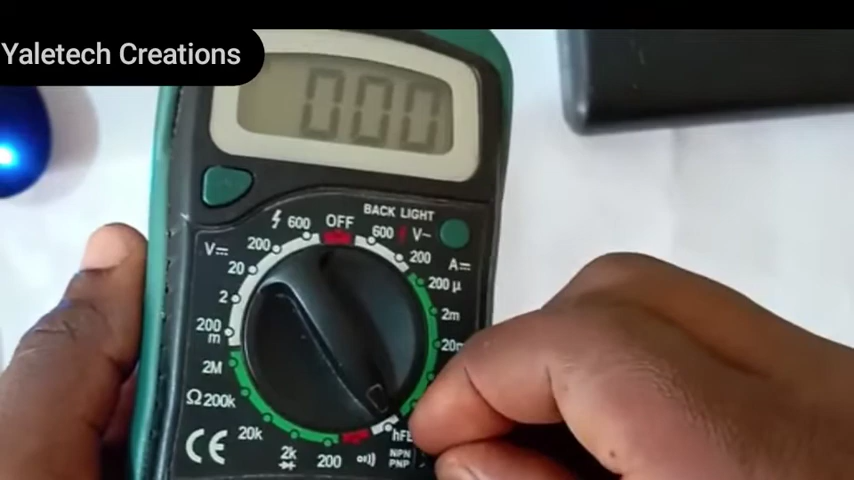 Yaletech Creations
000
BACK LIGHT
600 OFF 600 V~
V⎓ 200 200 A⎓
20 200 µ
2 2m
200 m 20m
2M
Ω 200k
20k hFE
CE 2k 200 NPN
PNP